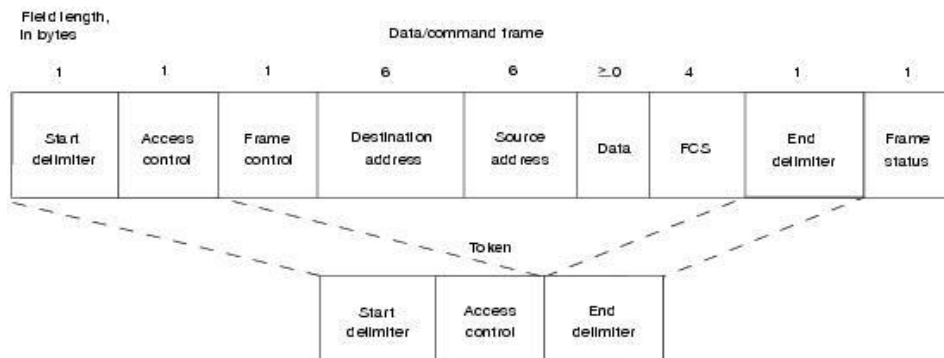 Field length,
in bytes
Data/command frame
1 1 1 6 6 ≥0 4 1 1
Start delimiter
Access control
Frame control
Destination address
Source address
Data
FCS
End delimiter
Frame status
Token
Start delimiter
Access control
End delimiter